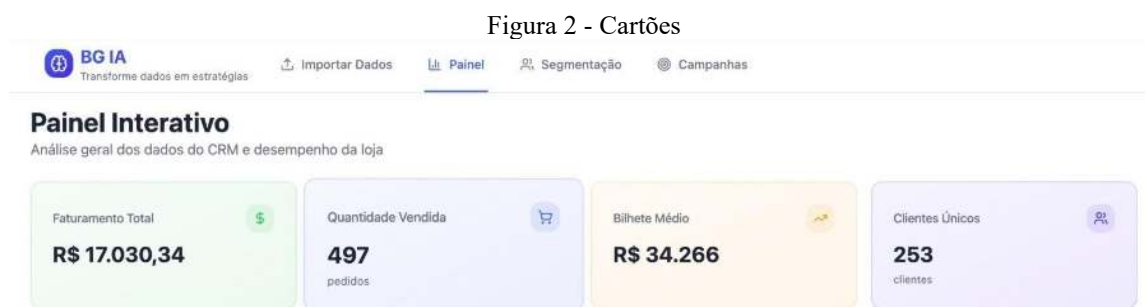 Figura 2 - Cartões
BG IA
Transforme dados em estratégias
Importar Dados Painel Segmentação Campanhas
Painel Interativo
Análise geral dos dados do CRM e desempenho da loja
Faturamento Total Quantidade Vendida Bilhete Médio Clientes Únicos
R$ 17.030,34 497 R$ 34.266 253
pedidos clientes